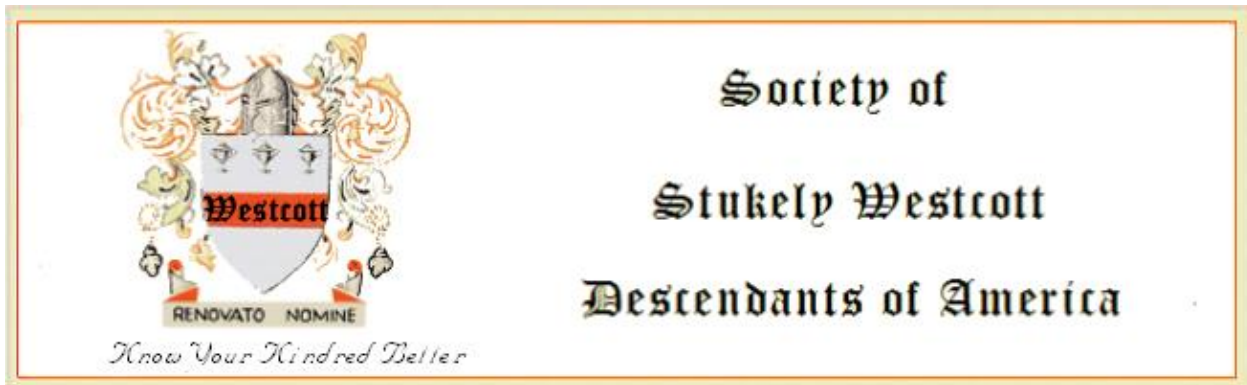 Westcott
RENOVATO NOMINE
Know Your Kindred Better
Society of
Stukely Westcott
Descendants of America